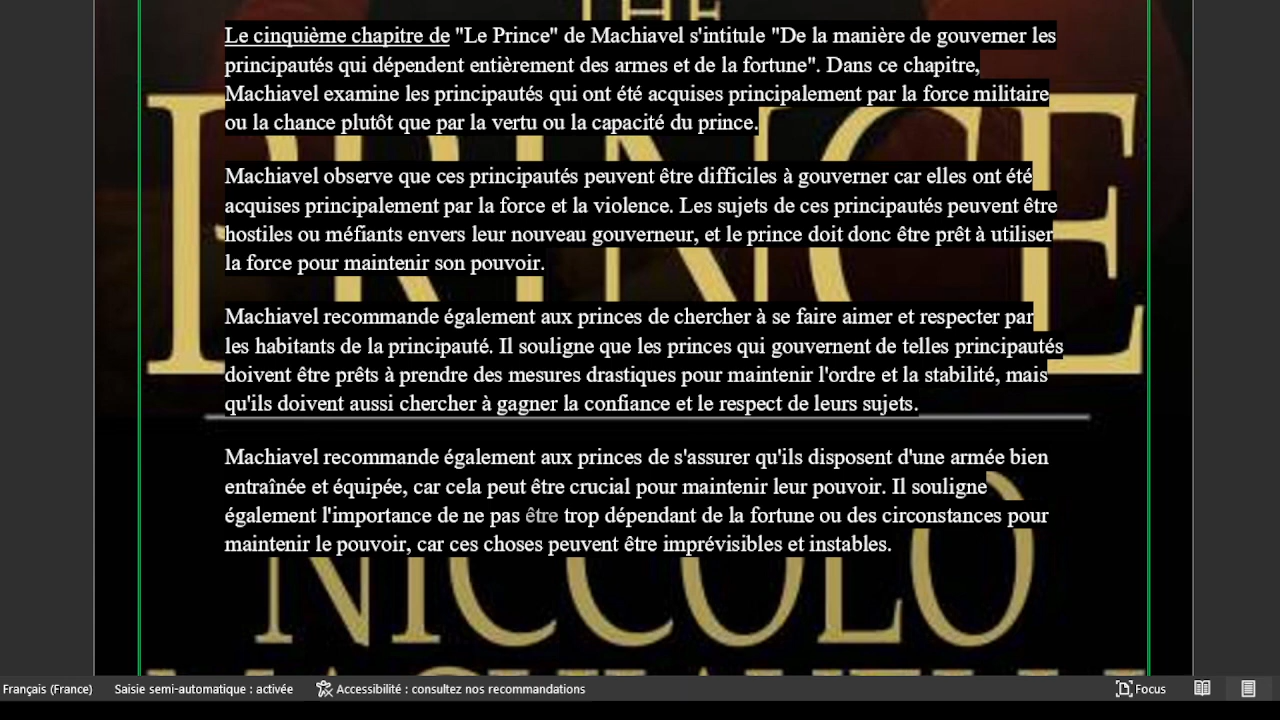 THE
Le cinquième chapitre de "Le Prince" de Machiavel s'intitule "De la manière de gouverner les
principautés qui dépendent entièrement des armes et de la fortune". Dans ce chapitre,
Machiavel examine les principautés qui ont été acquises principalement par la force militaire
ou la chance plutôt que par la vertu ou la capacité du prince.
PRINCE
Machiavel observe que ces principautés peuvent être difficiles à gouverner car elles ont été
acquises principalement par la force et la violence. Les sujets de ces principautés peuvent être
hostiles ou méfiants envers leur nouveau gouverneur, et le prince doit donc être prêt à utiliser
la force pour maintenir son pouvoir.
Machiavel recommande également aux princes de chercher à se faire aimer et respecter par
les habitants de la principauté. Il souligne que les princes qui gouvernent de telles principautés
doivent être prêts à prendre des mesures drastiques pour maintenir l'ordre et la stabilité, mais
qu'ils doivent aussi chercher à gagner la confiance et le respect de leurs sujets.
Machiavel recommande également aux princes de s'assurer qu'ils disposent d'une armée bien
entraînée et équipée, car cela peut être crucial pour maintenir leur pouvoir. Il souligne
également l'importance de ne pas être trop dépendant de la fortune ou des circonstances pour
maintenir le pouvoir, car ces choses peuvent être imprévisibles et instables.
NICCOLÒ
Français (France) Saisie semi-automatique : activée Accessibilité : consultez nos recommandations Focus